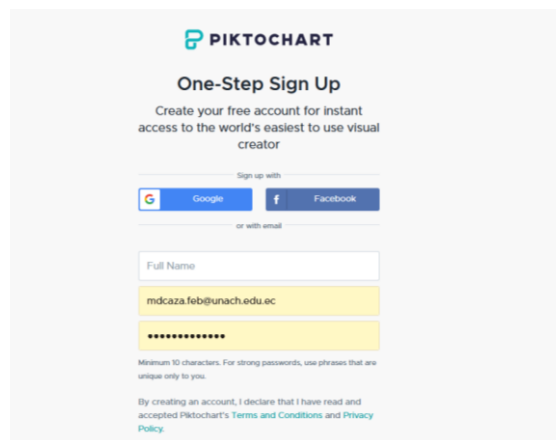 PIKTOCHART
One-Step Sign Up
Create your free account for instant
access to the world's easiest to use visual
creator
Sign up with
G Google f Facebook
or with email
Full Name
mdcaza.feb@unach.edu.ec
•••••••••••••
Minimum 10 characters. For strong passwords, use phrases that are
unique only to you.
By creating an account, I declare that I have read and
accepted Piktochart's Terms and Conditions and Privacy
Policy.